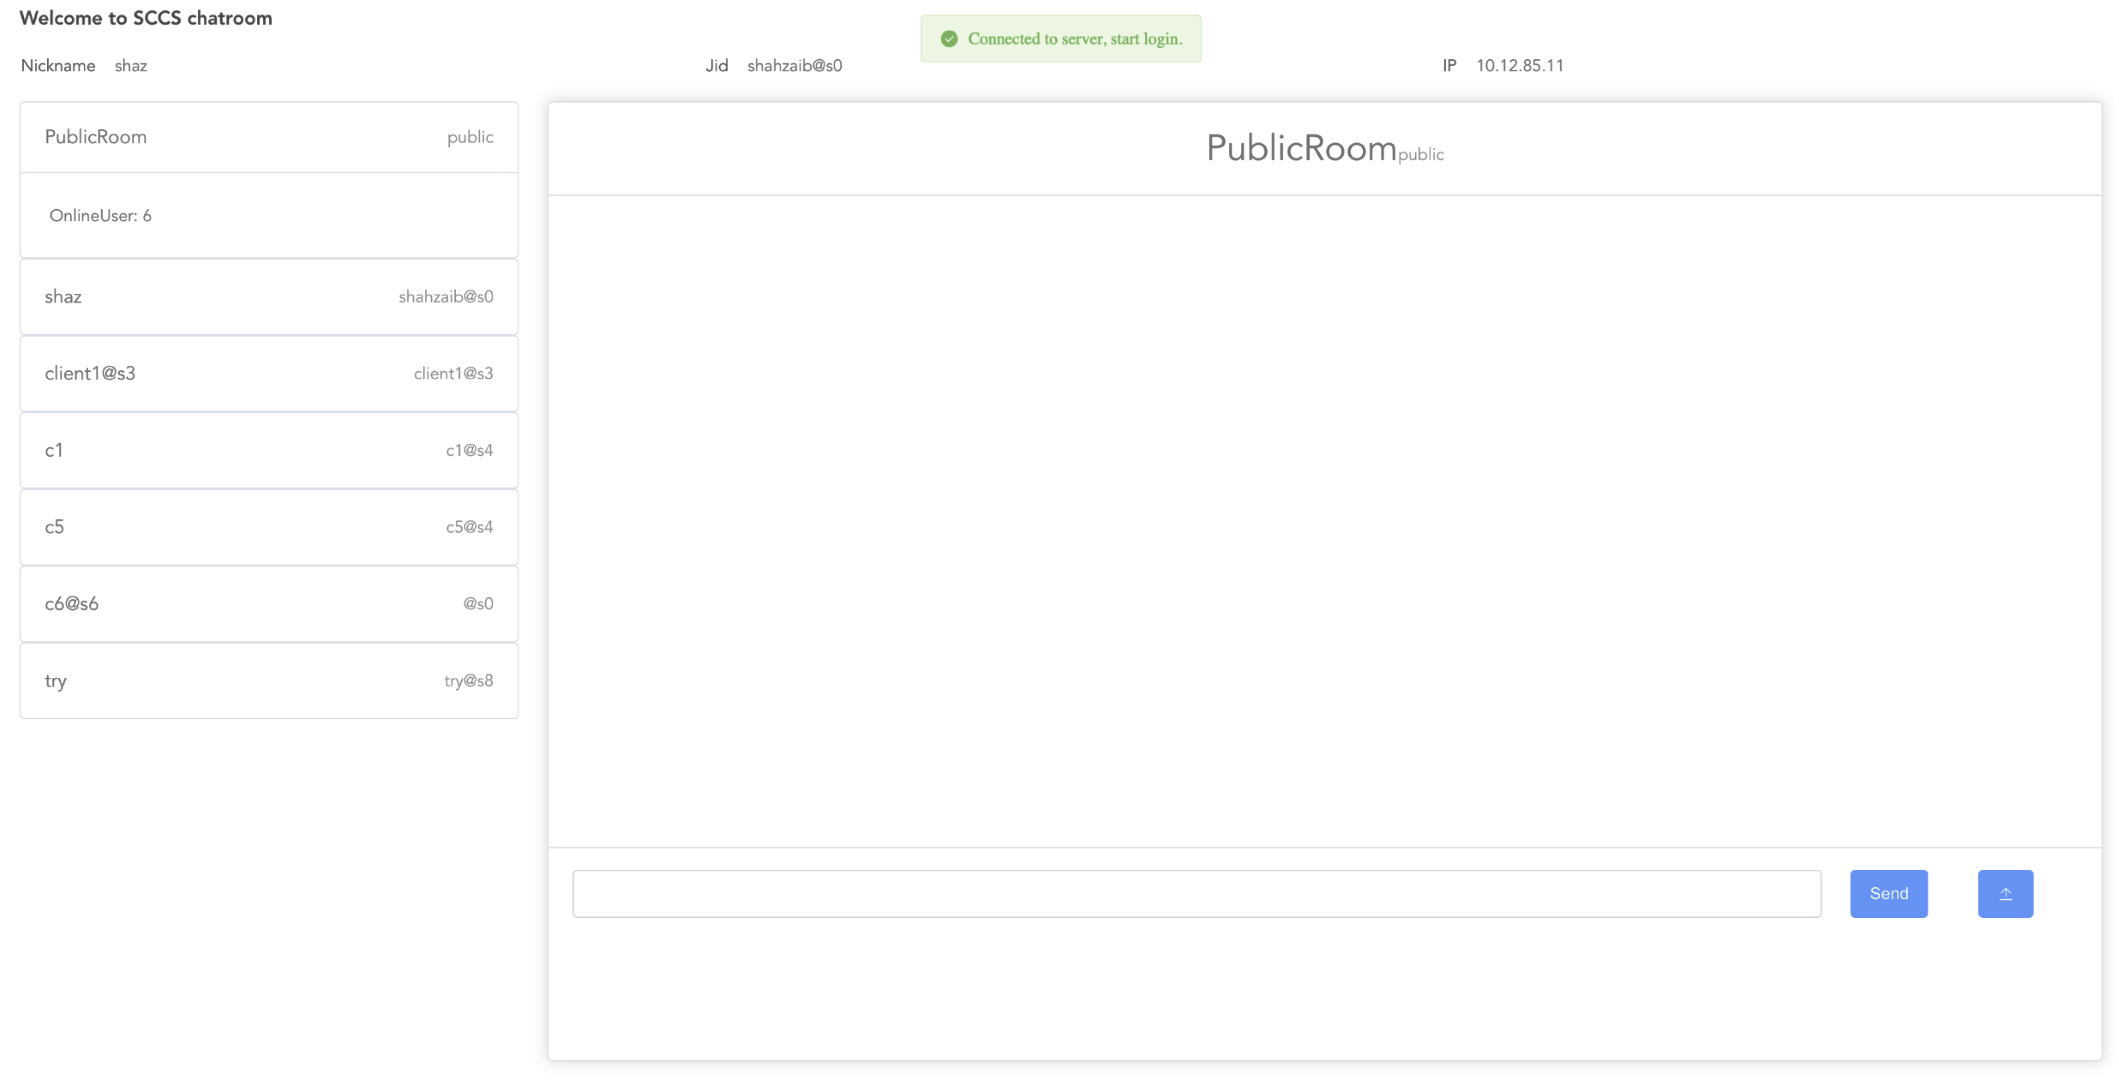 Welcome to SCCS chatroom
Connected to server, start login.
Nickname shaz Jid shahzaib@s0 IP 10.12.85.11
PublicRoom public
OnlineUser: 6
shaz shahzaib@s0
client1@s3 client1@s3
c1 c1@s4
c5 c5@s4
c6@s6 @s0
try try@s8
PublicRoom public
Send